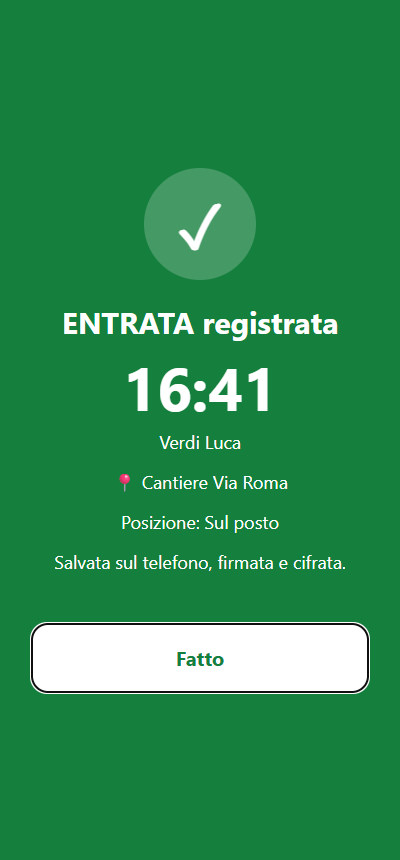 ENTRATA registrata
16:41
Verdi Luca
📍 Cantiere Via Roma
Posizione: Sul posto
Salvata sul telefono, firmata e cifrata.
Fatto